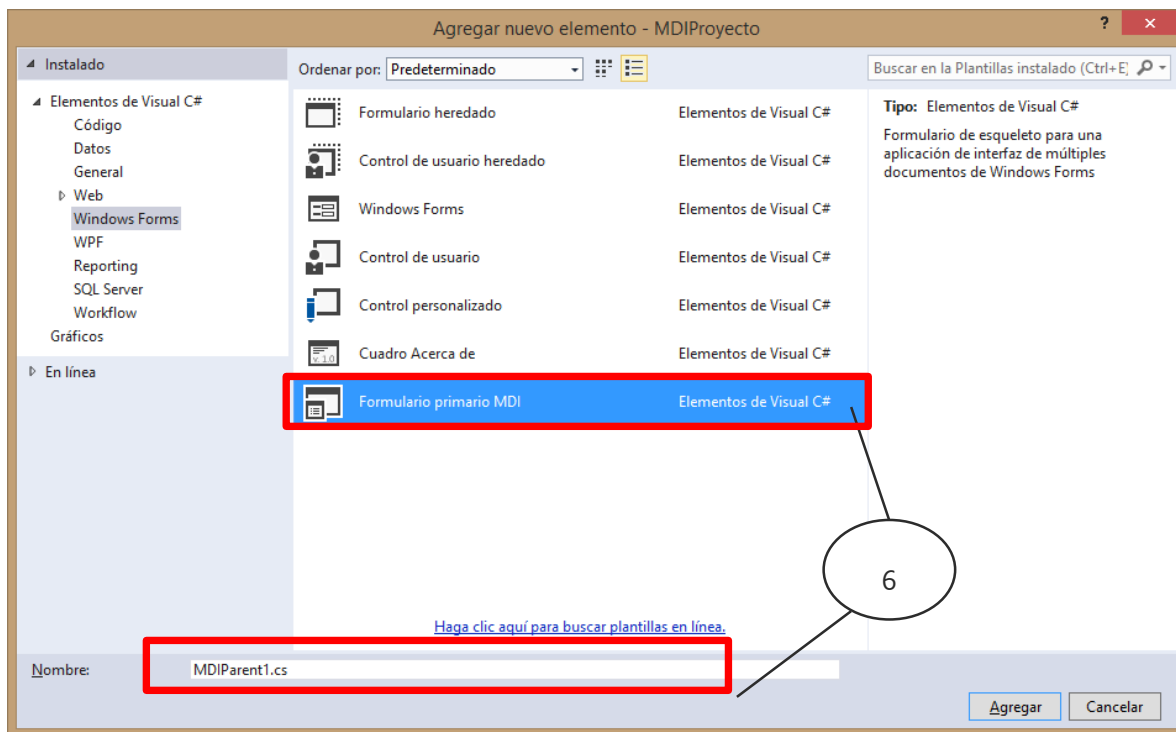 Agregar nuevo elemento - MDIProyecto
?
Instalado
Elementos de Visual C#
Código
Datos
General
Web
Windows Forms
WPF
Reporting
SQL Server
Workflow
Gráficos
En línea
Ordenar por: Predeterminado
Formulario heredado Elementos de Visual C#
Control de usuario heredado Elementos de Visual C#
Windows Forms Elementos de Visual C#
Control de usuario Elementos de Visual C#
Control personalizado Elementos de Visual C#
v. 1.0
Cuadro Acerca de Elementos de Visual C#
Formulario primario MDI Elementos de Visual C#
Haga clic aquí para buscar plantillas en línea.
Buscar en la Plantillas instalado (Ctrl+E)
Tipo: Elementos de Visual C#
Formulario de esqueleto para una
aplicación de interfaz de múltiples
documentos de Windows Forms
6
Nombre: MDIParent1.cs
Agregar Cancelar